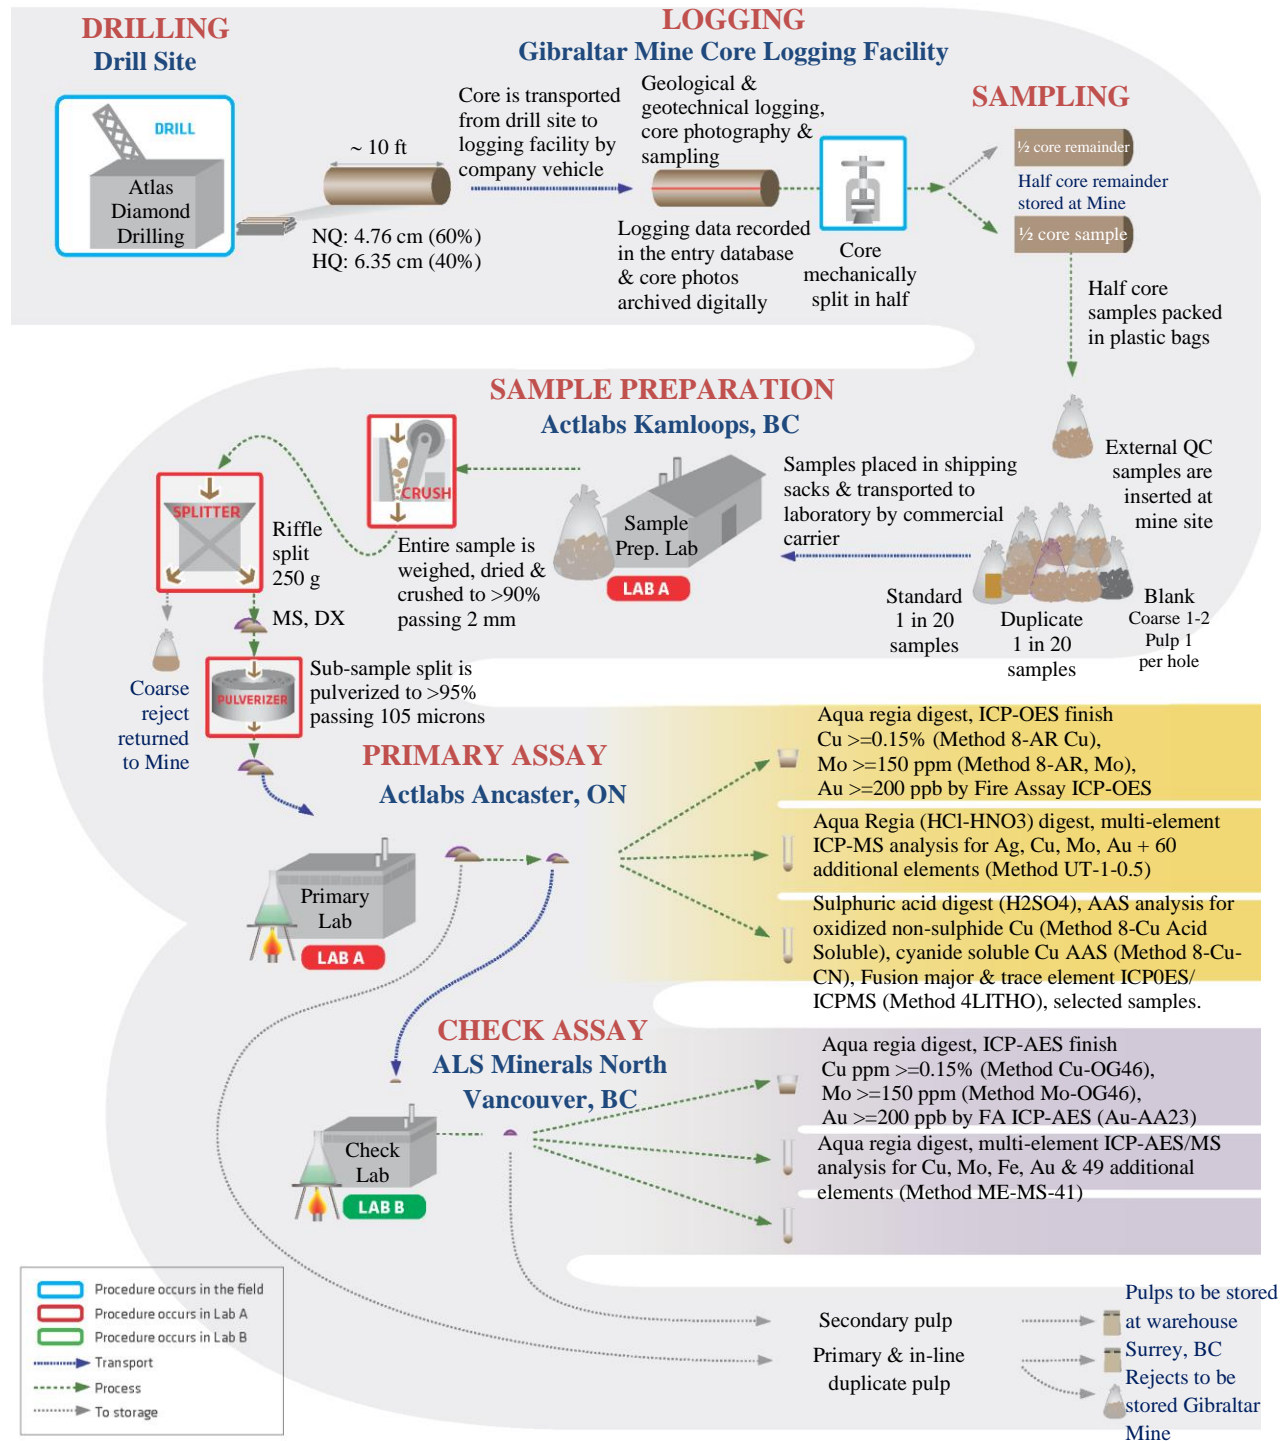 DRILLING
Drill Site
DRILL
Atlas
Diamond
Drilling
~ 10 ft
NQ: 4.76 cm (60%)
HQ: 6.35 cm (40%)
Core is transported
from drill site to
logging facility by
company vehicle
LOGGING
Gibraltar Mine Core Logging Facility
Geological &
geotechnical logging,
core photography &
sampling
Logging data recorded
in the entry database
& core photos
archived digitally
Core
mechanically
split in half
SAMPLING
½ core remainder
Half core remainder
stored at Mine
½ core sample
Half core
samples packed
in plastic bags
External QC
samples are
inserted at
mine site
Standard
1 in 20
samples
Duplicate
1 in 20
samples
Blank
Coarse 1-2
Pulp 1
per hole
Samples placed in shipping
sacks & transported to
laboratory by commercial
carrier
SAMPLE PREPARATION
Actlabs Kamloops, BC
Sample
Prep. Lab
LAB A
CRUSH
Entire sample is
weighed, dried &
crushed to >90%
passing 2 mm
SPLITTER
Riffle
split
250 g
MS, DX
Coarse
reject
returned
to Mine
PULVERIZER
Sub-sample split is
pulverized to >95%
passing 105 microns
PRIMARY ASSAY
Actlabs Ancaster, ON
Primary
Lab
LAB A
Aqua regia digest, ICP-OES finish
Cu >=0.15% (Method 8-AR Cu),
Mo >=150 ppm (Method 8-AR, Mo),
Au >=200 ppb by Fire Assay ICP-OES
Aqua Regia (HCl-HNO3) digest, multi-element
ICP-MS analysis for Ag, Cu, Mo, Au + 60
additional elements (Method UT-1-0.5)
Sulphuric acid digest (H2SO4), AAS analysis for
oxidized non-sulphide Cu (Method 8-Cu Acid
Soluble), cyanide soluble Cu AAS (Method 8-Cu-
CN), Fusion major & trace element ICP0ES/
ICPMS (Method 4LITHO), selected samples.
CHECK ASSAY
ALS Minerals North
Vancouver, BC
Check
Lab
LAB B
Aqua regia digest, ICP-AES finish
Cu ppm >=0.15% (Method Cu-OG46),
Mo >=150 ppm (Method Mo-OG46),
Au >=200 ppb by FA ICP-AES (Au-AA23)
Aqua regia digest, multi-element ICP-AES/MS
analysis for Cu, Mo, Fe, Au & 49 additional
elements (Method ME-MS-41)
Procedure occurs in the field
Procedure occurs in Lab A
Procedure occurs in Lab B
Transport
Process
To storage
Secondary pulp
Primary & in-line
duplicate pulp
Pulps to be stored
at warehouse
Surrey, BC
Rejects to be
stored Gibraltar
Mine